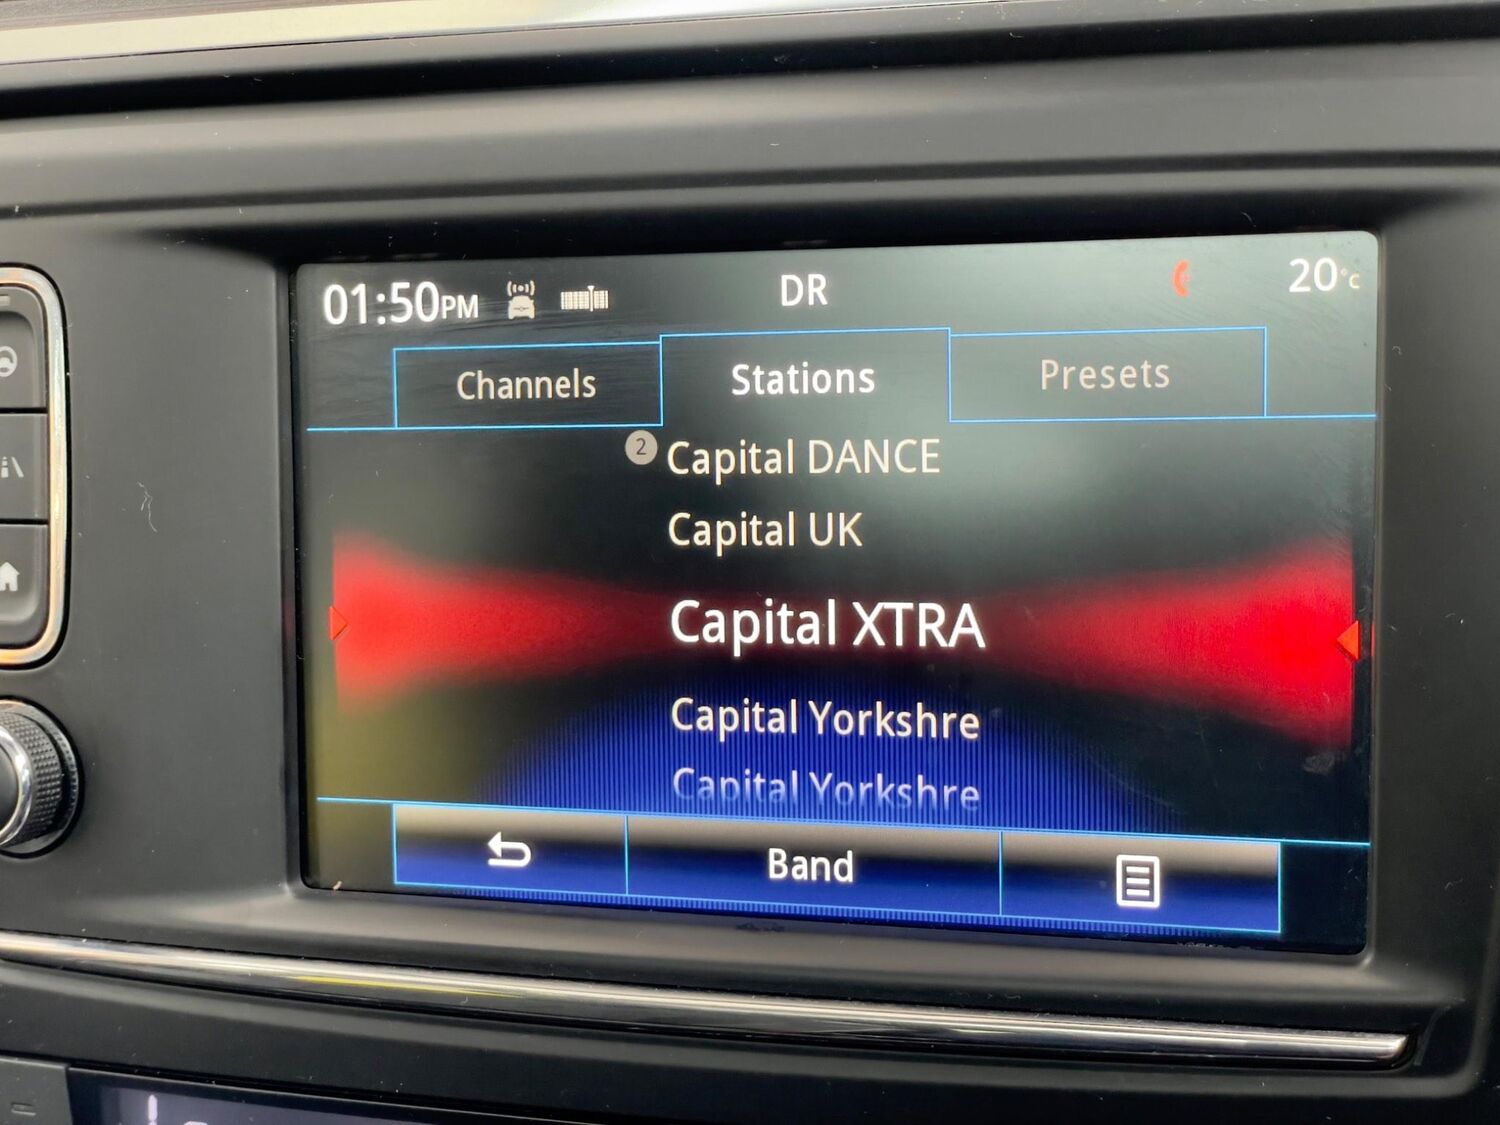 01:50PM DR 20°C
Channels Stations Presets
2 Capital DANCE
Capital UK
Capital XTRA
Capital Yorkshre
Capital Yorkshre
Band